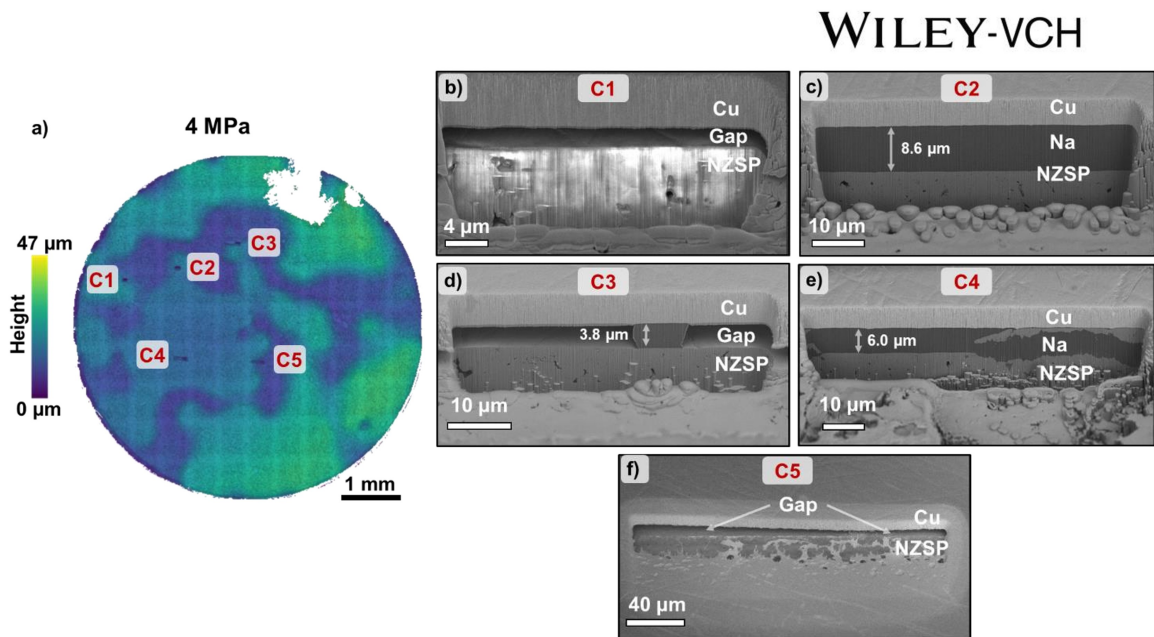 WILEY-VCH
a)
4 MPa
47 µm
Height
0 µm
C1
C2
C3
C4
C5
1 mm
b)
C1
Cu
Gap
NZSP
4 µm
c)
C2
Cu
Na
8.6 µm
NZSP
10 µm
d)
C3
Cu
3.8 µm
Gap
NZSP
10 µm
e)
C4
Cu
6.0 µm
Na
NZSP
10 µm
f)
C5
Gap
Cu
NZSP
40 µm